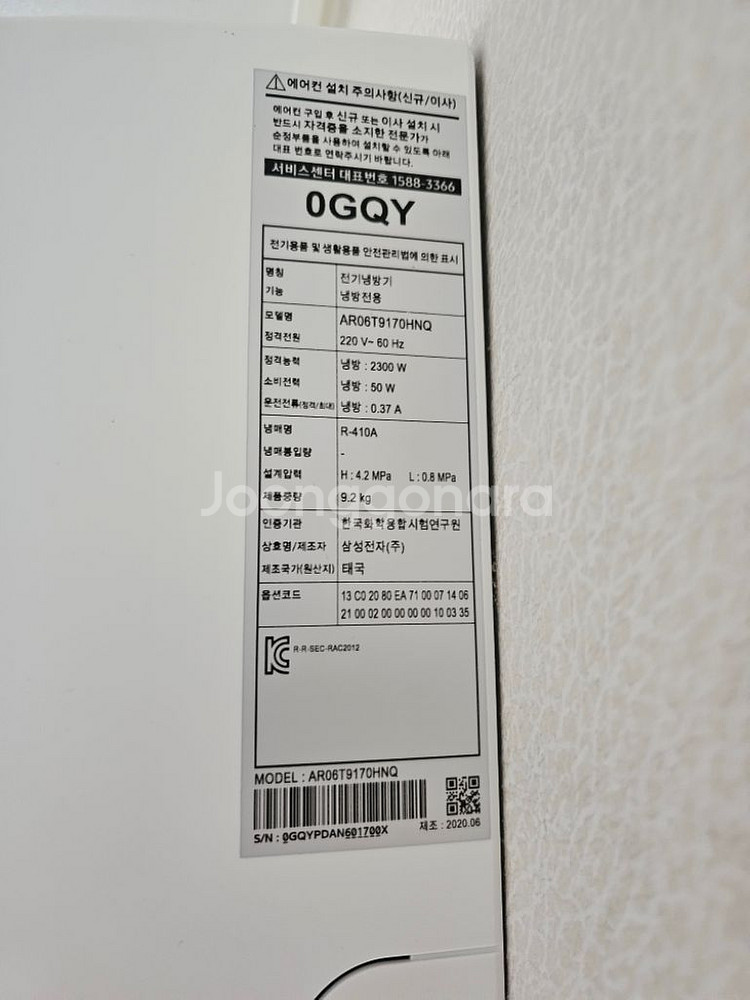 에어컨 설치 주의사항(신규/이사)
에어컨 구입 후 신규 또는 이사 설치 시
반드시 자격증을 소지한 전문가가
순정부품을 사용하여 설치할 수 있도록 아래
대표 번호로 연락주시기 바랍니다.
서비스센터 대표번호 1588-3366
0GQY
전기용품 및 생활용품 안전관리법에 의한 표시
명칭 전기냉방기
기능 냉방전용
모델명 AR06T9170HNQ
정격전원 220 V~ 60 Hz
정격능력 냉방 : 2300 W
소비전력 냉방 : 50 W
운전전류(정격/최대) 냉방 : 0.37 A
냉매명 R-410A
냉매봉입량 -
설계압력 H : 4.2 MPa L : 0.8 MPa
제품중량 9.2 kg
Joonggonara
인증기관 한국화학융합시험연구원
상호명/제조자 삼성전자(주)
제조국가(원산지) 태국
옵션코드 13 C0 20 80 EA 71 00 07 14 06
21 00 02 00 00 00 00 10 03 35
R-R-SEC-RAC2012
MODEL : AR06T9170HNQ
S/N : 0GQYPDAN601700X
제조 : 2020.06